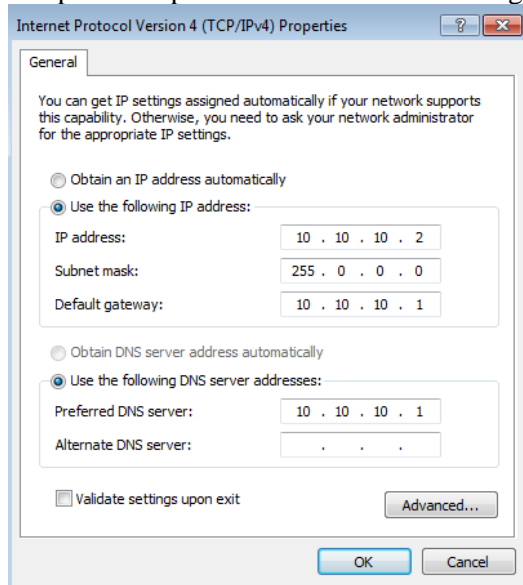 Internet Protocol Version 4 (TCP/IPv4) Properties
General
You can get IP settings assigned automatically if your network supports
this capability. Otherwise, you need to ask your network administrator
for the appropriate IP settings.
Obtain an IP address automatically
Use the following IP address:
IP address: 10 . 10 . 10 . 2
Subnet mask: 255 . 0 . 0 . 0
Default gateway: 10 . 10 . 10 . 1
Obtain DNS server address automatically
Use the following DNS server addresses:
Preferred DNS server: 10 . 10 . 10 . 1
Alternate DNS server: . . .
Validate settings upon exit
Advanced...
OK Cancel